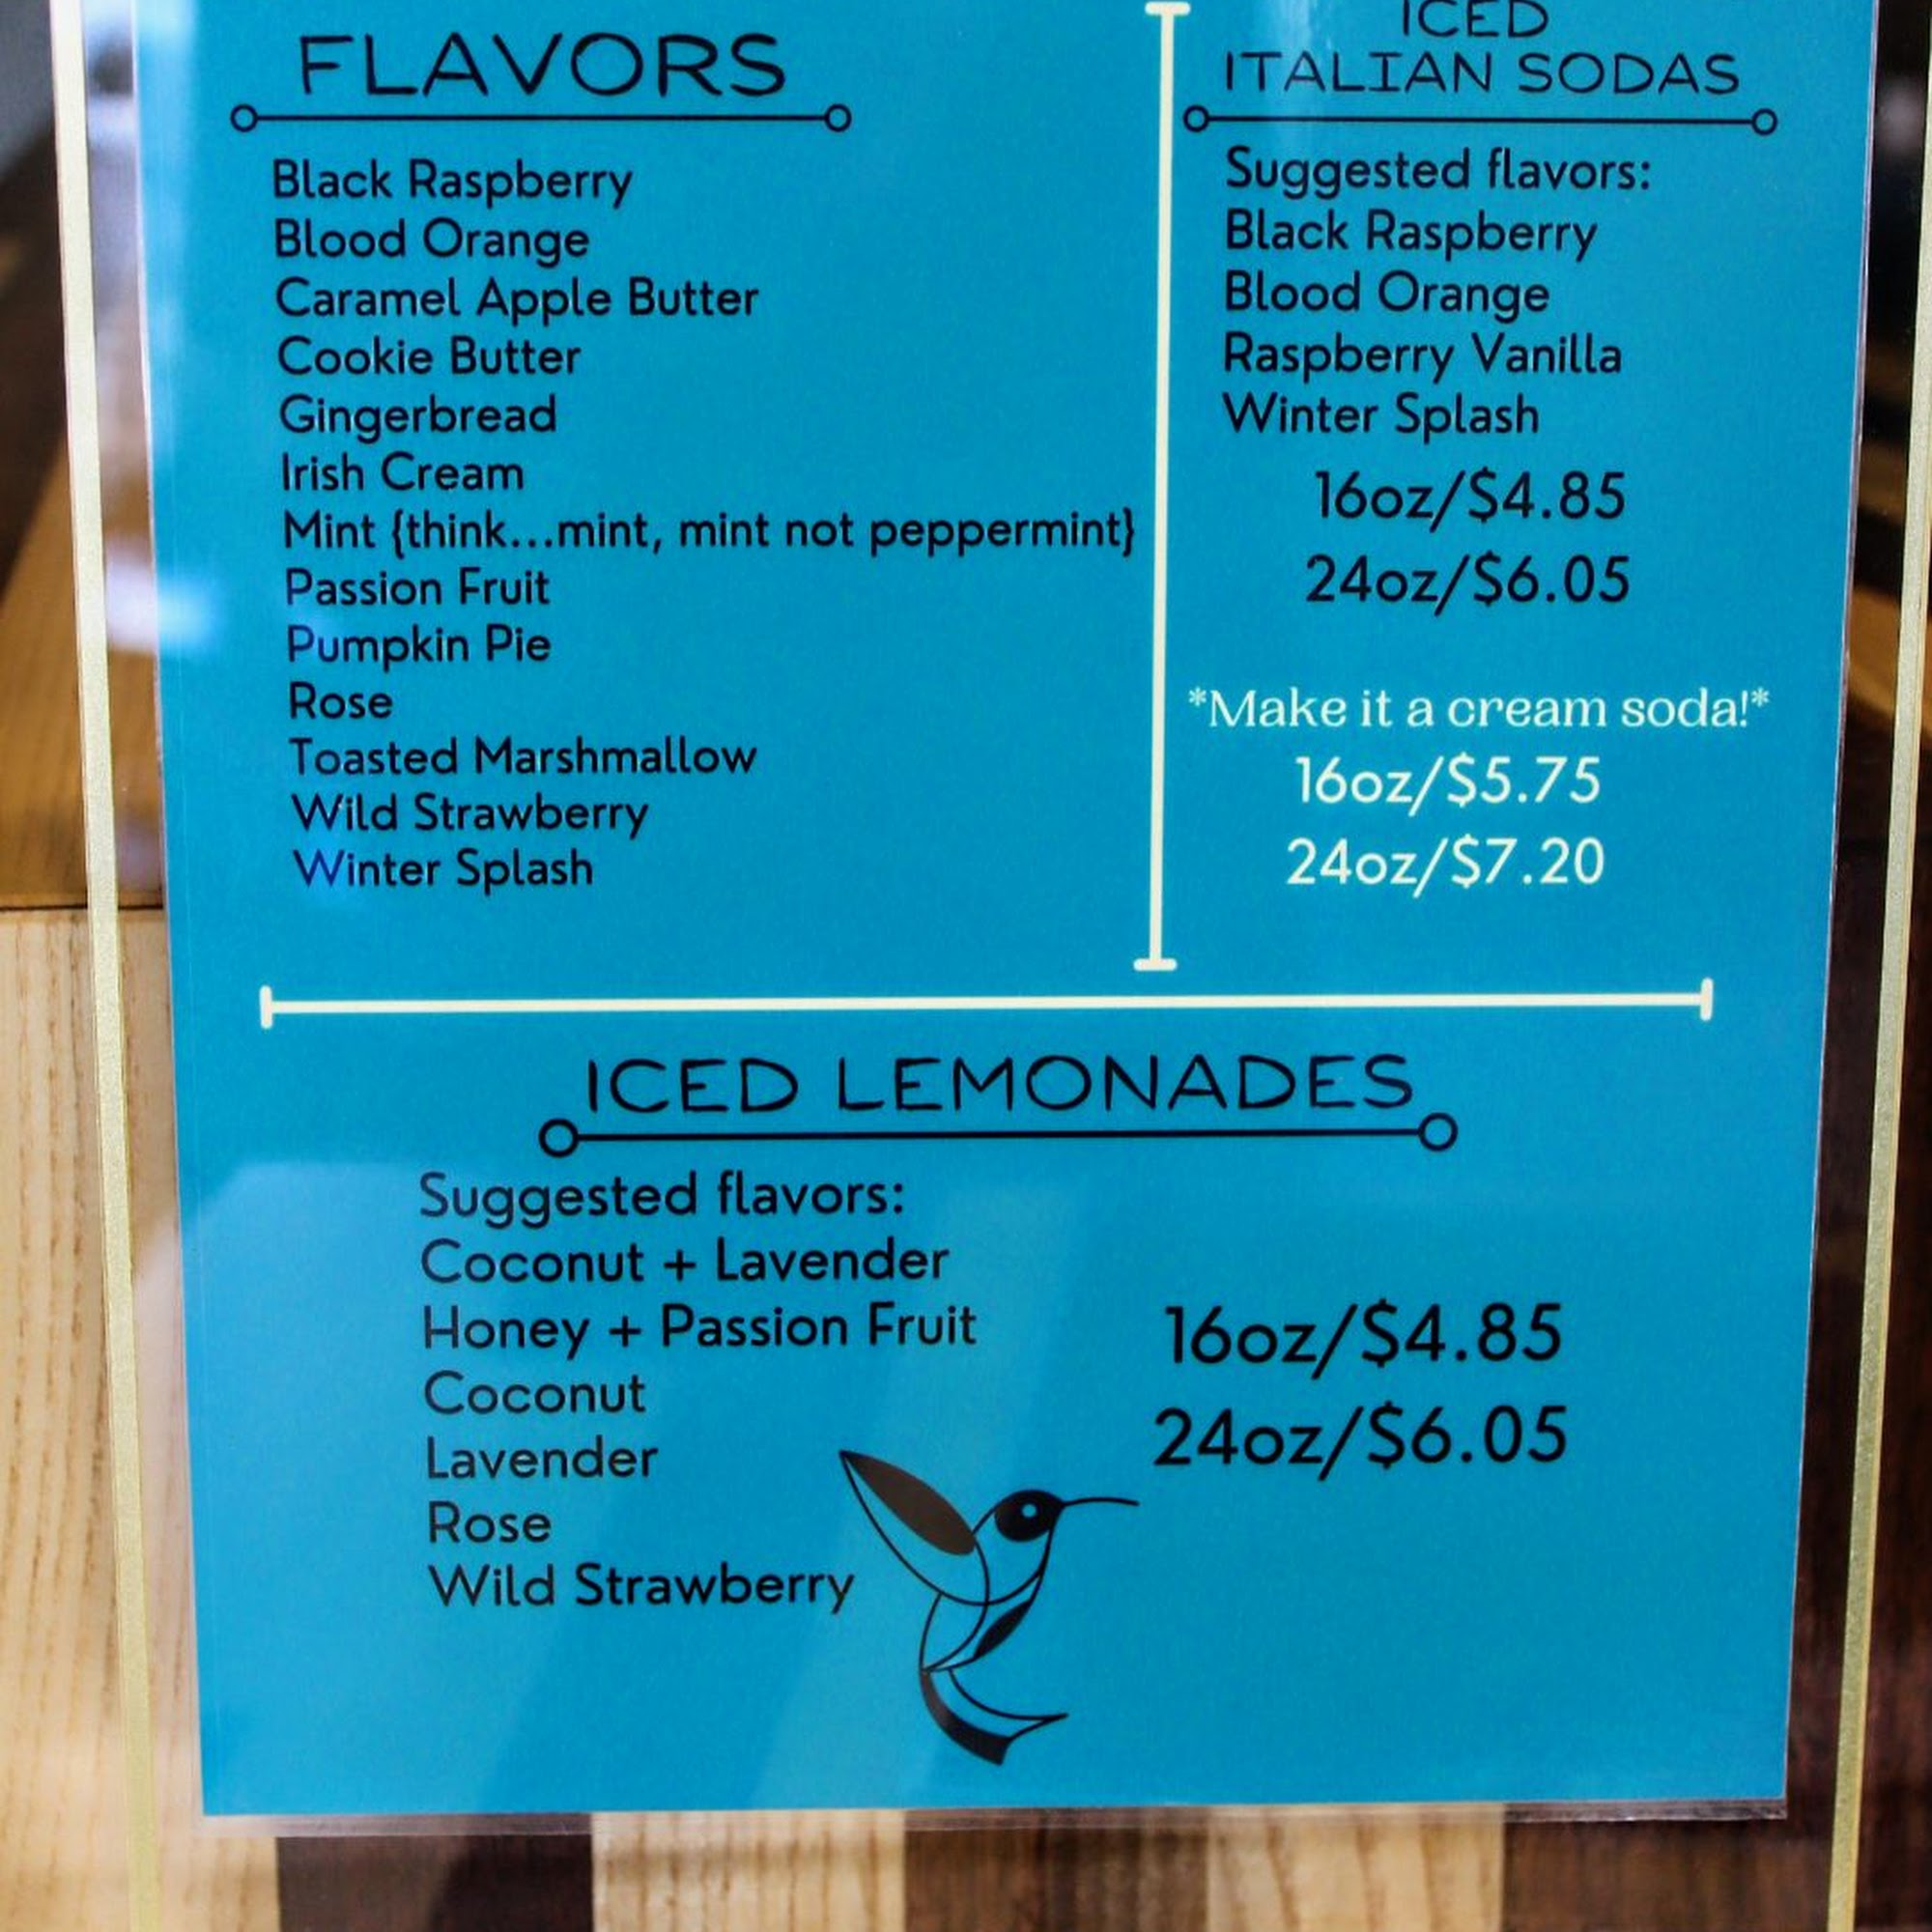 FLAVORS
Black Raspberry
Blood Orange
Caramel Apple Butter
Cookie Butter
Gingerbread
Irish Cream
Mint {think...mint, mint not peppermint}
Passion Fruit
Pumpkin Pie
Rose
Toasted Marshmallow
Wild Strawberry
Winter Splash
ICED
ITALIAN SODAS
Suggested flavors:
Black Raspberry
Blood Orange
Raspberry Vanilla
Winter Splash
16oz/$4.85
24oz/$6.05
*Make it a cream soda!*
16oz/$5.75
24oz/$7.20
ICED LEMONADES
Suggested flavors:
Coconut + Lavender
Honey + Passion Fruit
Coconut
Lavender
Rose
Wild Strawberry
16oz/$4.85
24oz/$6.05